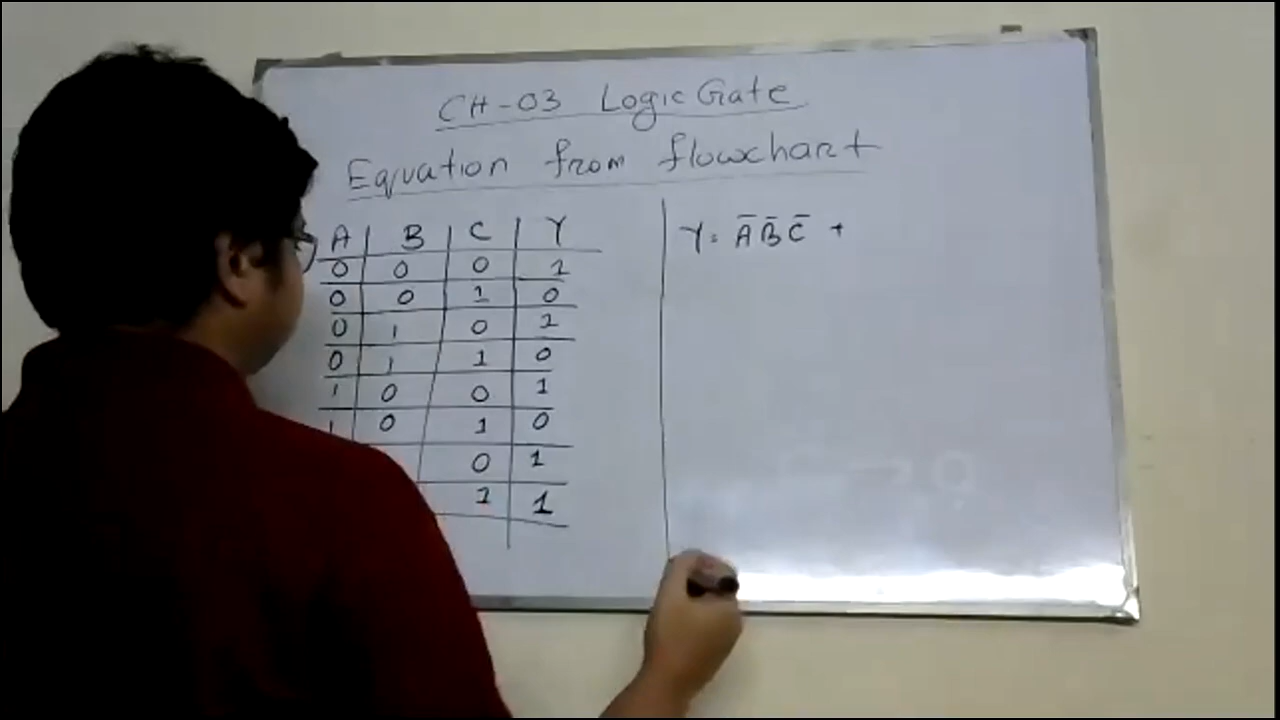 CH-03 Logic Gate
Equation from flowchart
A B C Y
0 0 0 1
0 0 1 0
0 1 0 1
0 1 1 0
1 0 0 1
1 0 1 0
0 1
1 1
Y = A̅ B̅ C̅ +